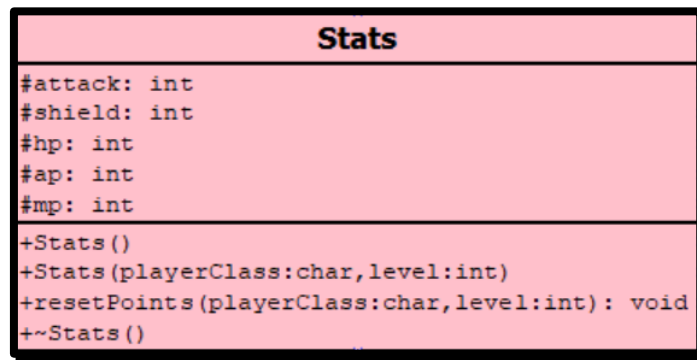 Stats
#attack: int
#shield: int
#hp: int
#ap: int
#mp: int
+Stats()
+Stats(playerClass:char,level:int)
+resetPoints(playerClass:char,level:int): void
+~Stats()